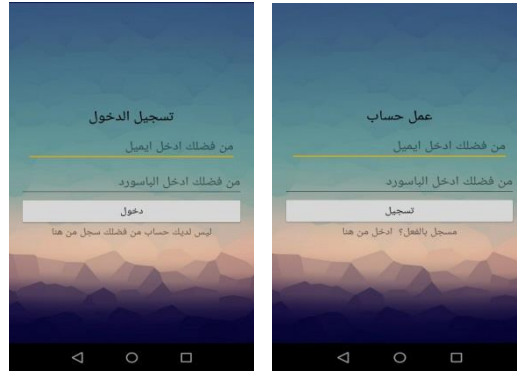 تسجيل الدخول
من فضلك ادخل ايميل
من فضلك ادخل الباسورد
دخول
ليس لديك حساب من فضلك سجل من هنا
عمل حساب
من فضلك ادخل ايميل
من فضلك ادخل الباسورد
تسجيل
مسجل بالفعل؟ ادخل من هنا